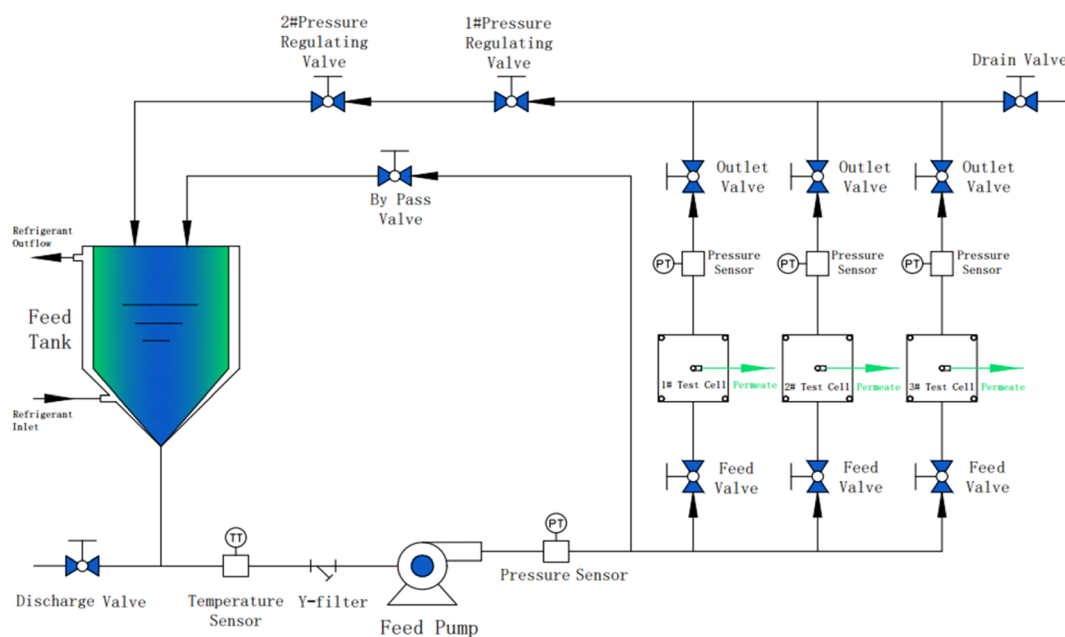 2#Pressure
Regulating
Valve
1#Pressure
Regulating
Valve
Drain Valve
By Pass
Valve
Outlet
Valve
Outlet
Valve
Outlet
Valve
Refrigerant
Outflow
PT
Pressure
Sensor
PT
Pressure
Sensor
PT
Pressure
Sensor
Feed
Tank
1# Test Cell
Permeate
2# Test Cell
Permeate
3# Test Cell
Permeate
Refrigerant
Inlet
Feed
Valve
Feed
Valve
Feed
Valve
TT
PT
Discharge Valve
Temperature
Sensor
Y-filter
Feed Pump
Pressure Sensor